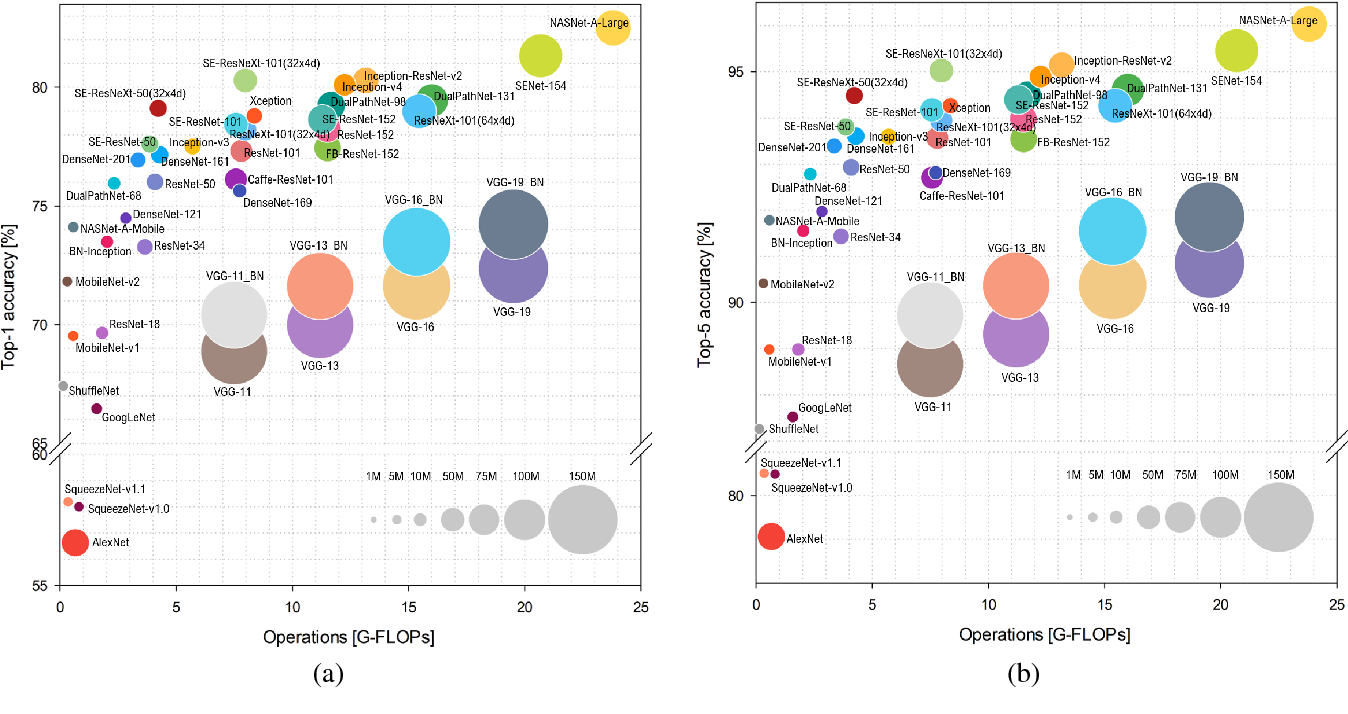 NASNet-A-Large
SENet-154
SE-ResNeXt-101(32x4d)
Inception-ResNet-v2
Inception-v4
SE-ResNeXt-50(32x4d)
Xception
DualPathNet-98
DualPathNet-131
SE-ResNet-101
SE-ResNet-152
ResNeXt-101(64x4d)
ResNeXt-101(32x4d)
ResNet-152
SE-ResNet-50
Inception-v3
DenseNet-201
DenseNet-161
ResNet-101
FB-ResNet-152
DualPathNet-68
ResNet-50
Caffe-ResNet-101
DenseNet-169
DenseNet-121
NASNet-A-Mobile
BN-Inception
ResNet-34
VGG-16_BN
VGG-19_BN
VGG-13_BN
VGG-11_BN
MobileNet-v2
ResNet-18
MobileNet-v1
VGG-19
VGG-16
VGG-13
VGG-11
ShuffleNet
GoogLeNet
1M 5M 10M 50M 75M 100M 150M
SqueezeNet-v1.1
SqueezeNet-v1.0
AlexNet
80
75
70
65
60
55
Top-1 accuracy [%]
0 5 10 15 20 25
Operations [G-FLOPs]
(a)
NASNet-A-Large
SENet-154
SE-ResNeXt-101(32x4d)
Inception-ResNet-v2
Inception-v4
SE-ResNeXt-50(32x4d)
DualPathNet-131
DualPathNet-98
SE-ResNet-152
Xception
SE-ResNet-101
ResNeXt-101(64x4d)
ResNet-152
SE-ResNet-50
ResNeXt-101(32x4d)
Inception-v3
DenseNet-201
DenseNet-161
ResNet-101
FB-ResNet-152
ResNet-50
DenseNet-169
DualPathNet-68
Caffe-ResNet-101
DenseNet-121
NASNet-A-Mobile
BN-Inception
ResNet-34
VGG-16_BN
VGG-19_BN
VGG-13_BN
VGG-11_BN
MobileNet-v2
ResNet-18
MobileNet-v1
VGG-19
VGG-16
VGG-13
VGG-11
GoogLeNet
ShuffleNet
1M 5M 10M 50M 75M 100M 150M
SqueezeNet-v1.1
SqueezeNet-v1.0
AlexNet
95
90
80
Top-5 accuracy [%]
0 5 10 15 20 25
Operations [G-FLOPs]
(b)